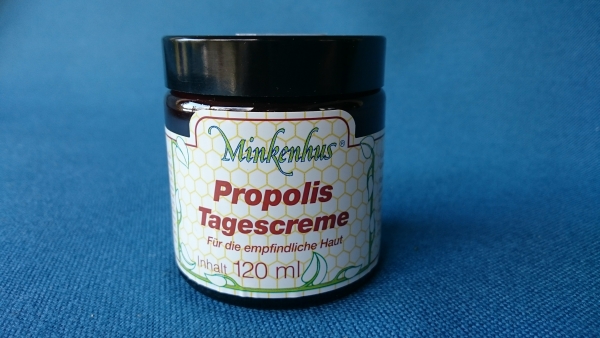 Minkenhus®
Propolis
Tagescreme
Für die empfindliche Haut
Inhalt 120 ml